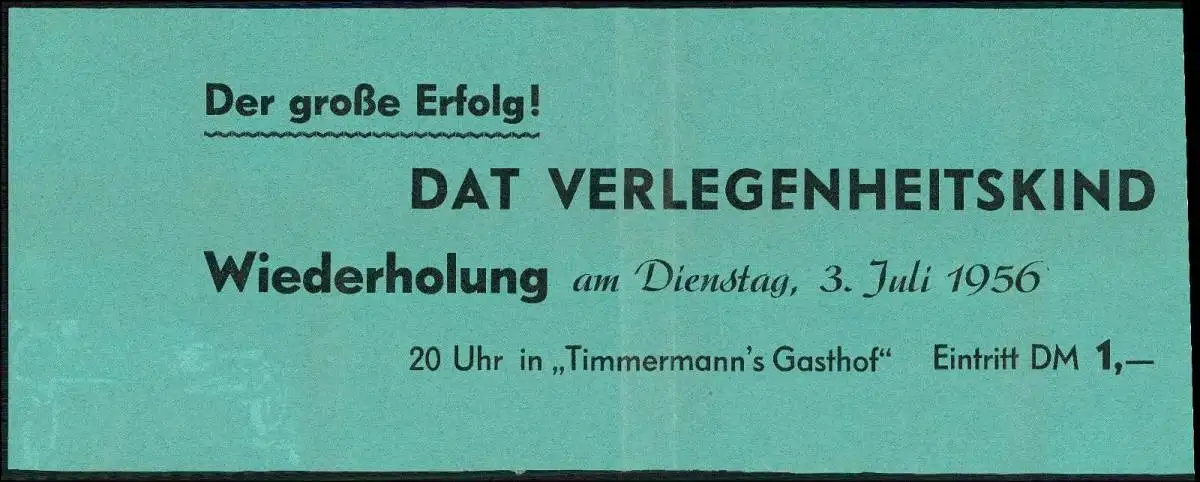 Der große Erfolg!
DAT VERLEGENHEITSKIND
Wiederholung am Dienstag, 3. Juli 1956
20 Uhr in „Timmermann's Gasthof“ Eintritt DM 1,—